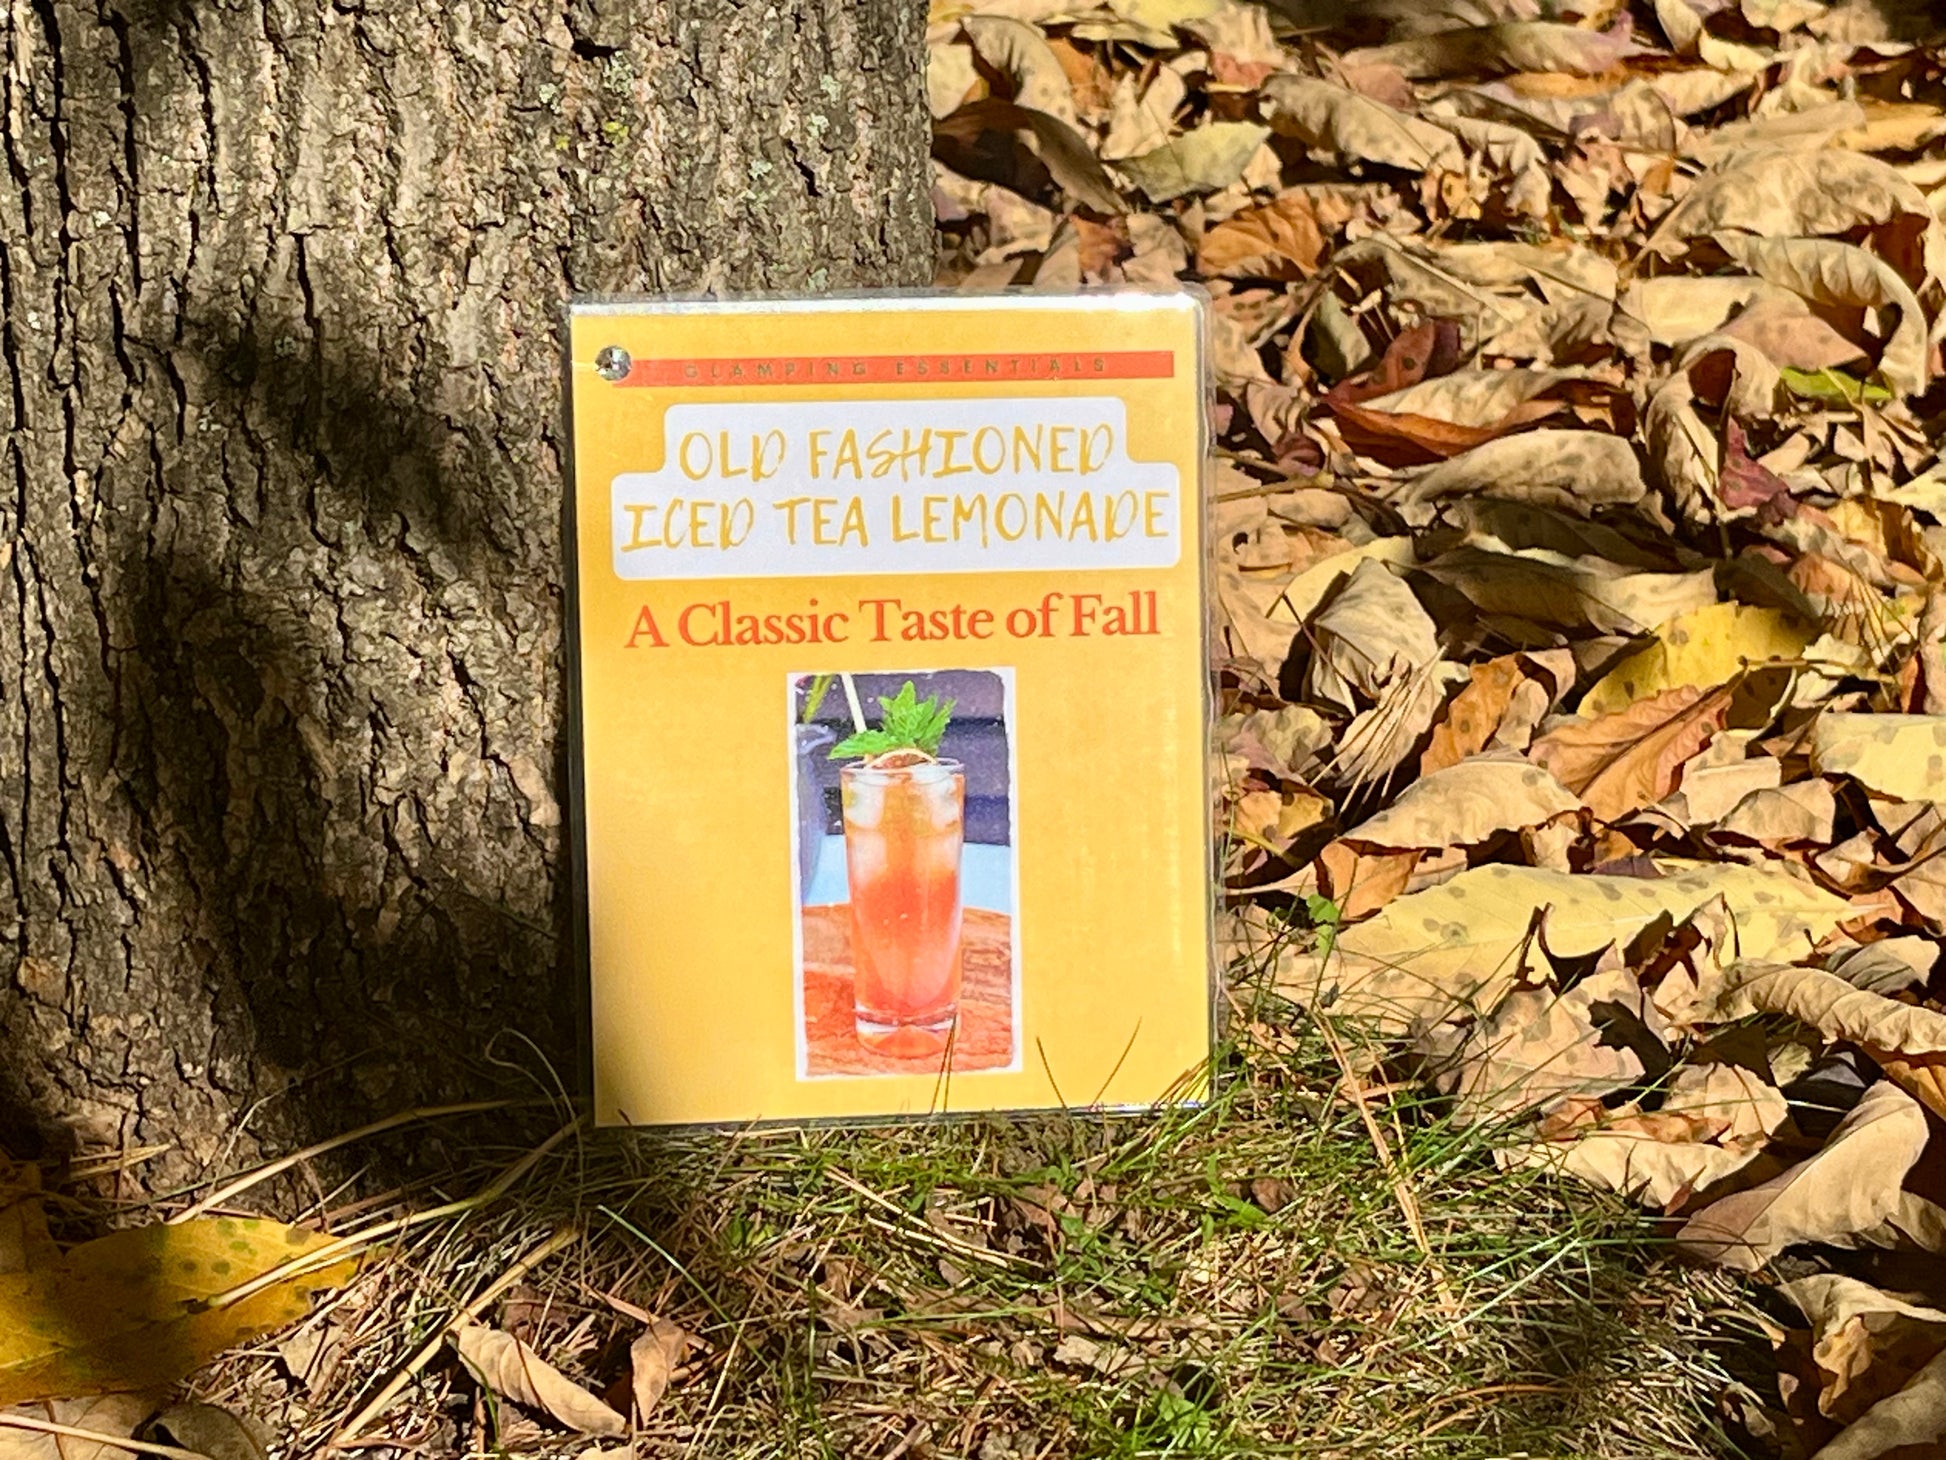 GLAMPING ESSENTIALS
OLD FASHIONED
ICED TEA LEMONADE
A Classic Taste of Fall